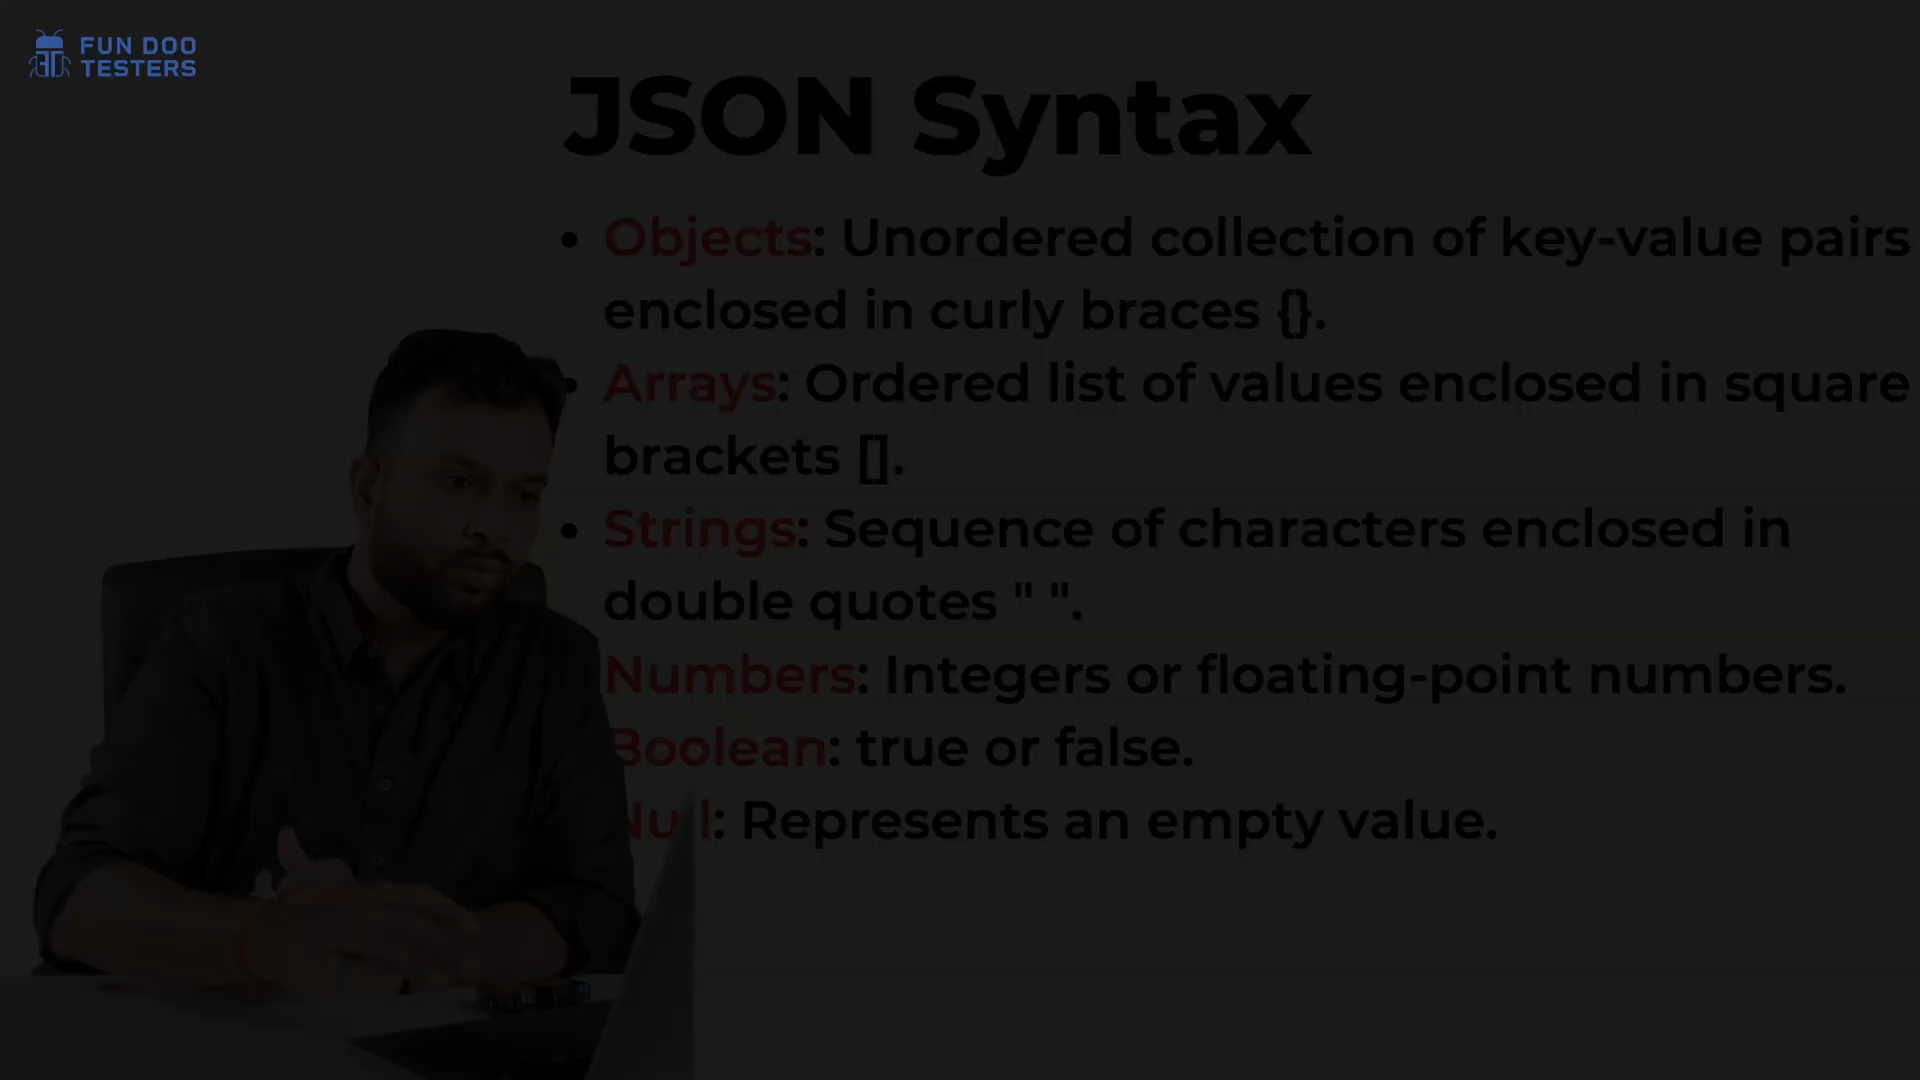 FUN DOO
TESTERS
JSON Syntax
• Objects: Unordered collection of key-value pairs
enclosed in curly braces {}.
• Arrays: Ordered list of values enclosed in square
brackets [].
• Strings: Sequence of characters enclosed in
double quotes " ".
Numbers: Integers or floating-point numbers.
Boolean: true or false.
Null: Represents an empty value.